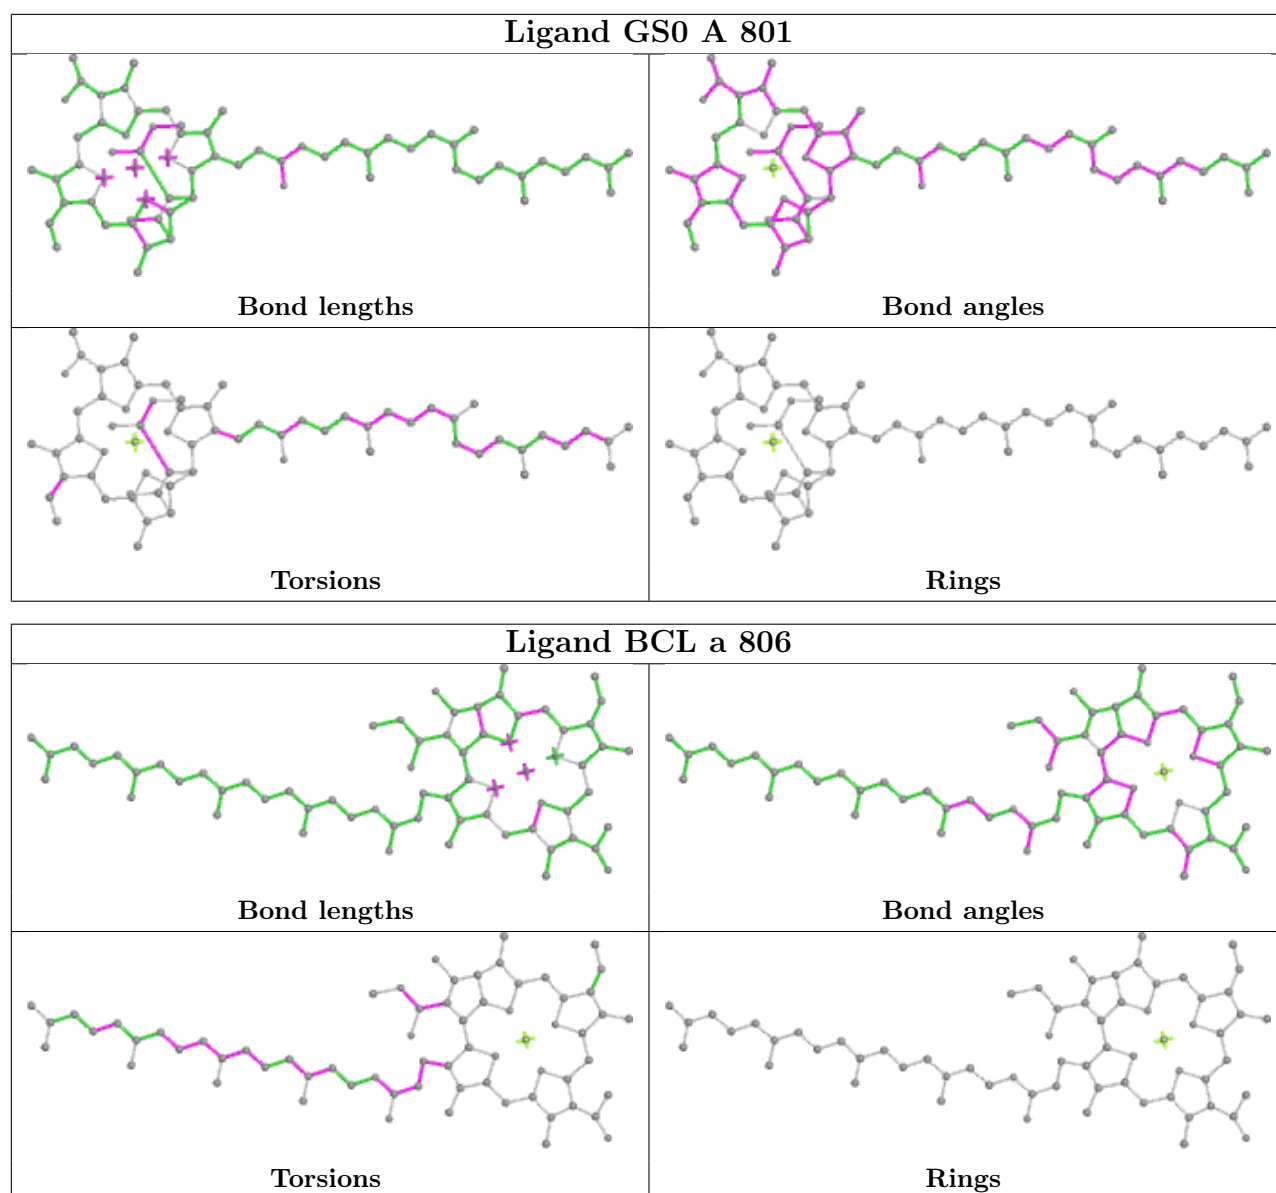 Ligand GS0 A 801
Bond lengths
Bond angles
Torsions
Rings
Ligand BCL a 806
Bond lengths
Bond angles
Torsions
Rings